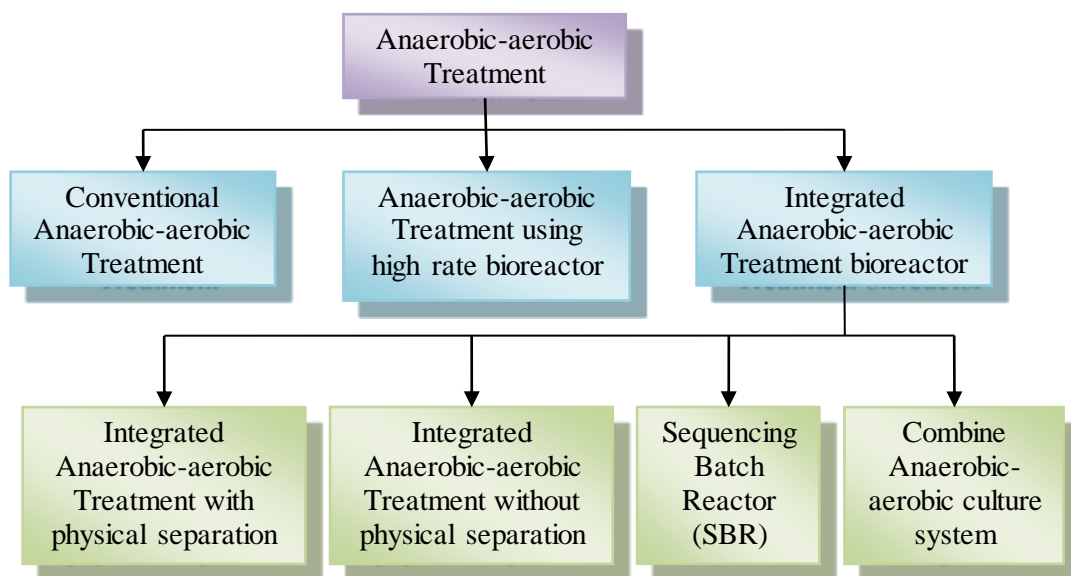 Anaerobic-aerobic
Treatment
Conventional
Anaerobic-aerobic
Treatment
Anaerobic-aerobic
Treatment using
high rate bioreactor
Integrated
Anaerobic-aerobic
Treatment bioreactor
Integrated
Anaerobic-aerobic
Treatment with
physical separation
Integrated
Anaerobic-aerobic
Treatment without
physical separation
Sequencing
Batch
Reactor
(SBR)
Combine
Anaerobic-
aerobic culture
system